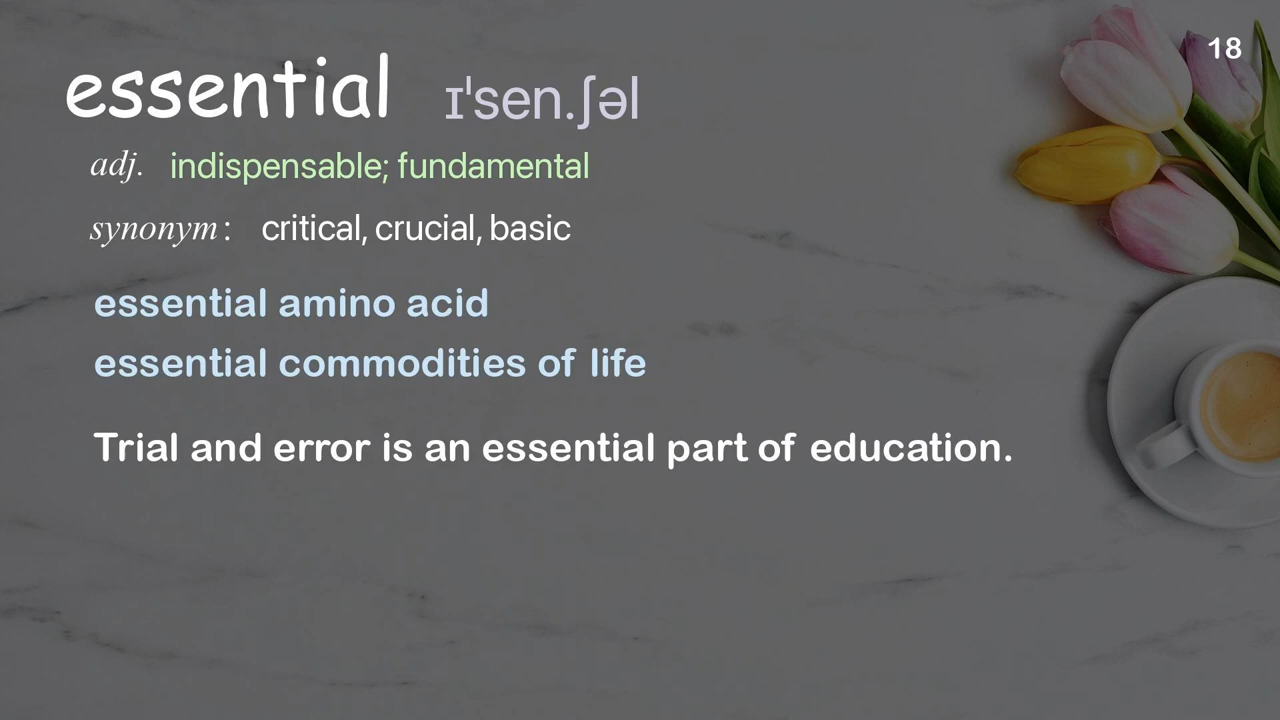 18
essential ɪˈsen.ʃəl
adj. indispensable; fundamental
synonym: critical, crucial, basic
essential amino acid
essential commodities of life
Trial and error is an essential part of education.